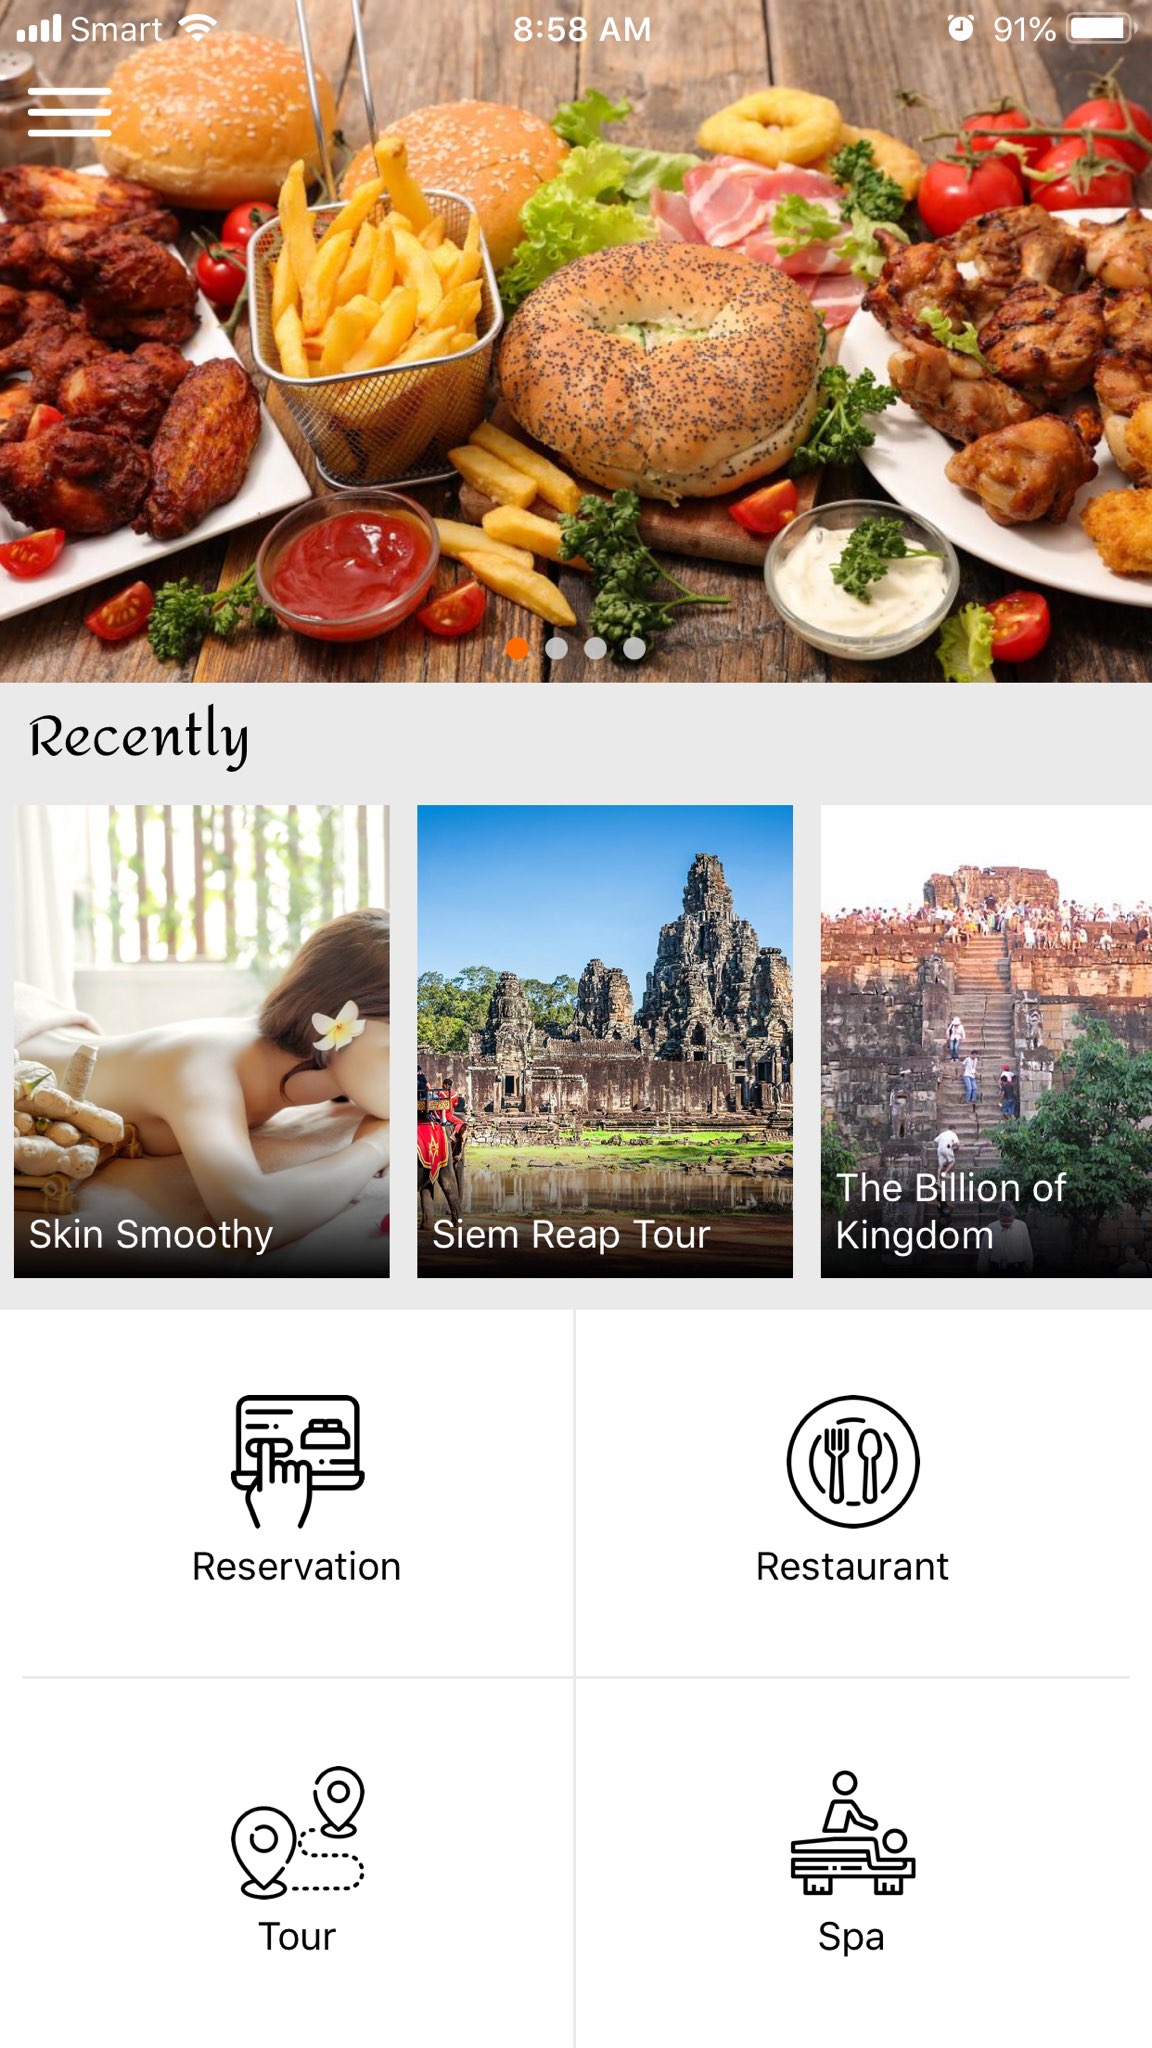 Smart 8:58 AM 91%
Recently
Skin Smoothy
Siem Reap Tour
The Billion of
Kingdom
Reservation
Restaurant
Tour
Spa